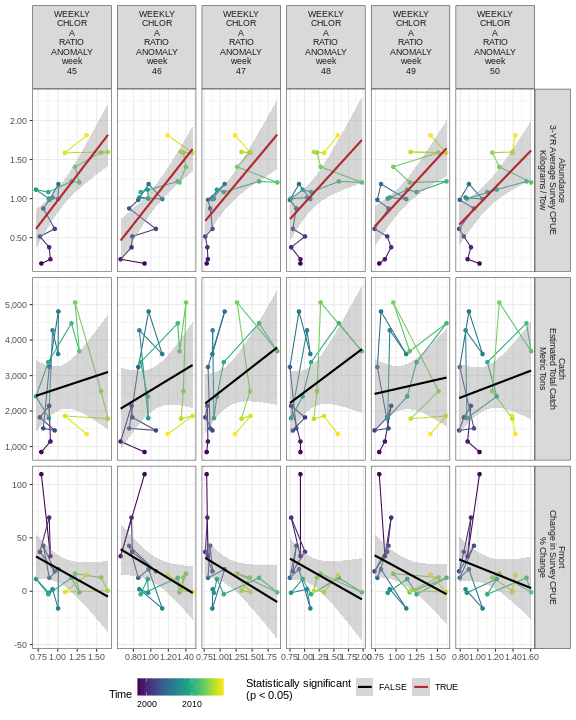 WEEKLY
CHLOR
A
RATIO
ANOMALY
week
45
WEEKLY
CHLOR
A
RATIO
ANOMALY
week
46
WEEKLY
CHLOR
A
RATIO
ANOMALY
week
47
WEEKLY
CHLOR
A
RATIO
ANOMALY
week
48
WEEKLY
CHLOR
A
RATIO
ANOMALY
week
49
WEEKLY
CHLOR
A
RATIO
ANOMALY
week
50
2.00
1.50
1.00
0.50
Abundance
3-YR Average Survey CPUE
Kilograms / Tow
5,000
4,000
3,000
2,000
1,000
Catch
Estimated Total Catch
Metric Tons
100
50
0
-50
Fmort
Change in Survey CPUE
% Change
0.75 1.00 1.25 1.50
0.80 1.00 1.20 1.40
0.75 1.00 1.25 1.50 1.75
0.75 1.00 1.25 1.50 1.75 2.00
0.75 1.00 1.25 1.50
0.80 1.00 1.20 1.40 1.60
Time
2000 2010
Statistically significant
(p < 0.05)
FALSE
TRUE